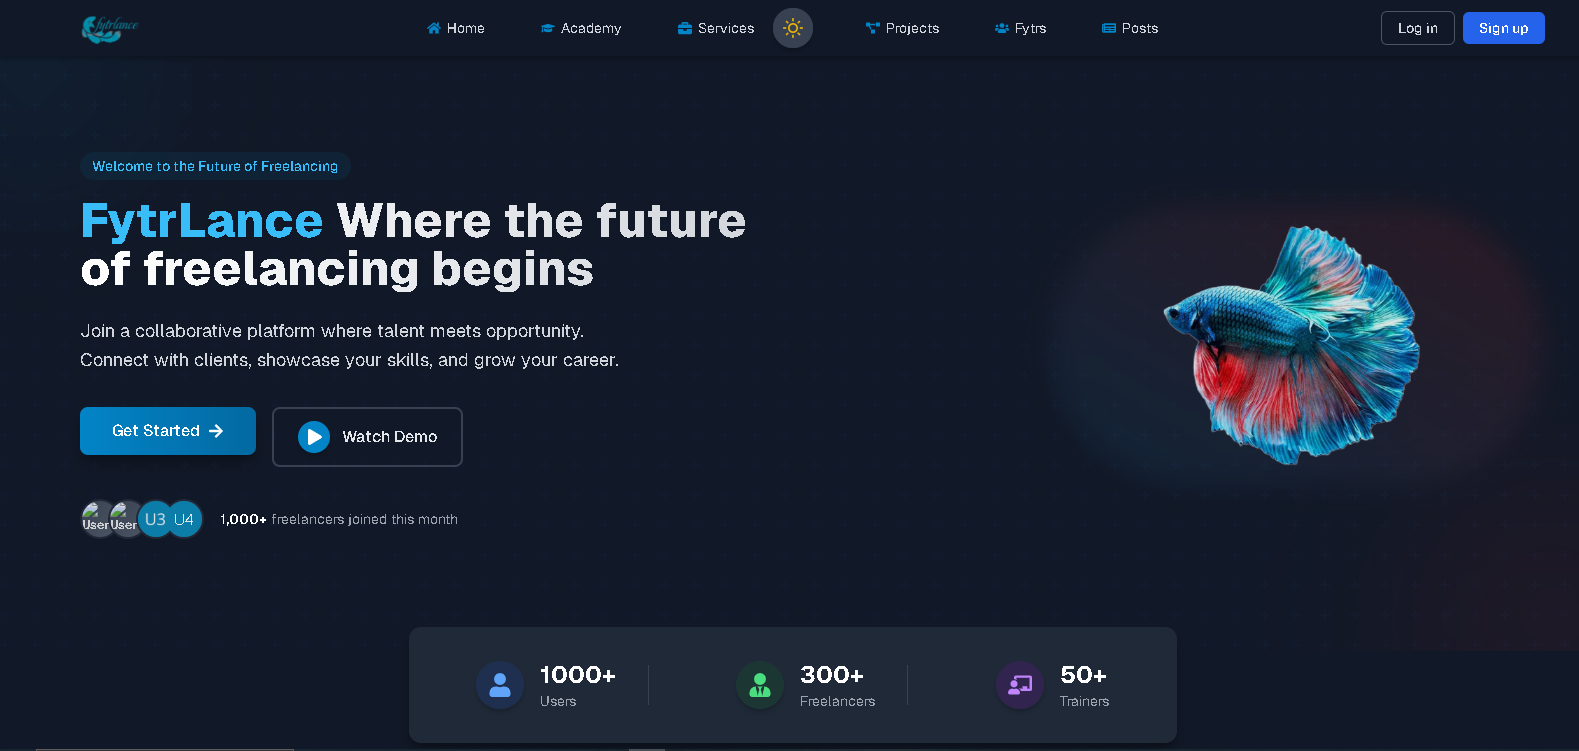 fytrlance
Home
Academy
Services
Projects
Fytrs
Posts
Log in
Sign up
Welcome to the Future of Freelancing
FytrLance Where the future
of freelancing begins
Join a collaborative platform where talent meets opportunity.
Connect with clients, showcase your skills, and grow your career.
Get Started
Watch Demo
User
User
U3
U4
1,000+ freelancers joined this month
1000+
Users
300+
Freelancers
50+
Trainers